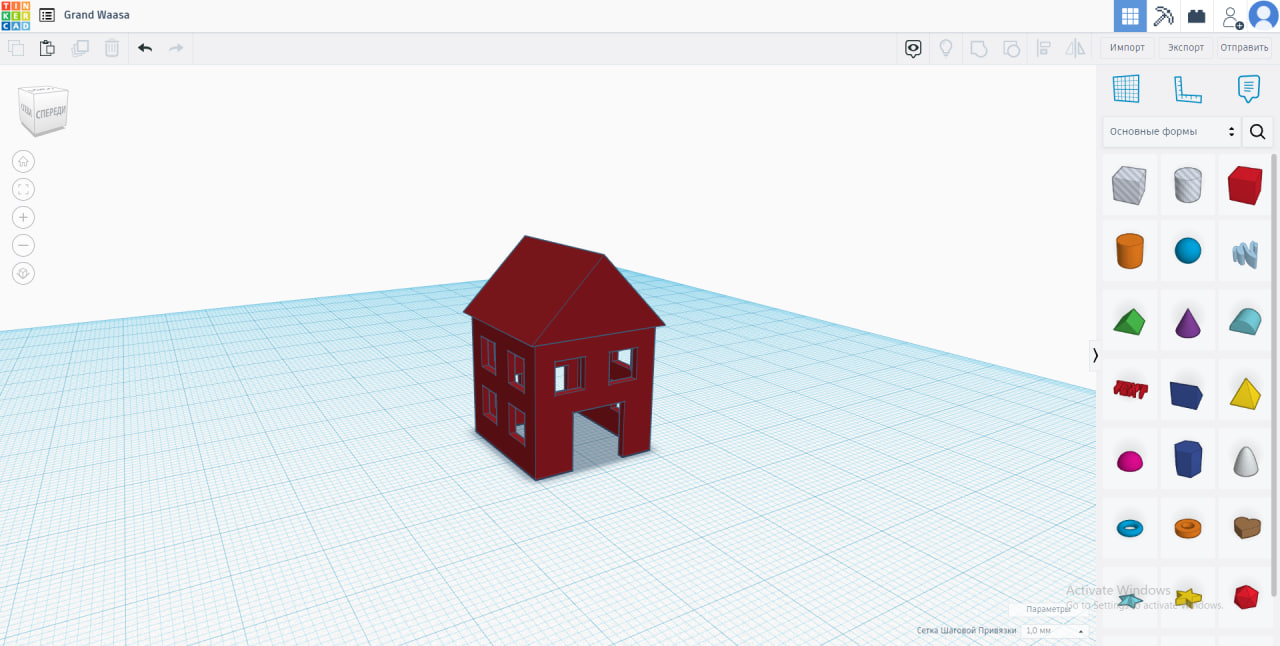 TIN
KER
CAD
Grand Waasa
Импорт
Экспорт
Отправить
СПЕРЕДИ
Основные формы
Activate Windows
Go to Settings to activate Windows.
Параметры
Сетка Шаговой Привязки
1,0 мм